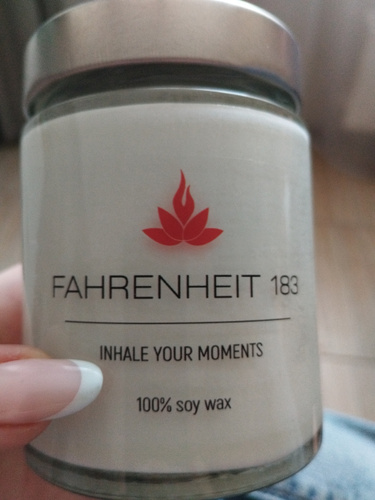 FAHRENHEIT 183
INHALE YOUR MOMENTS
100% soy wax